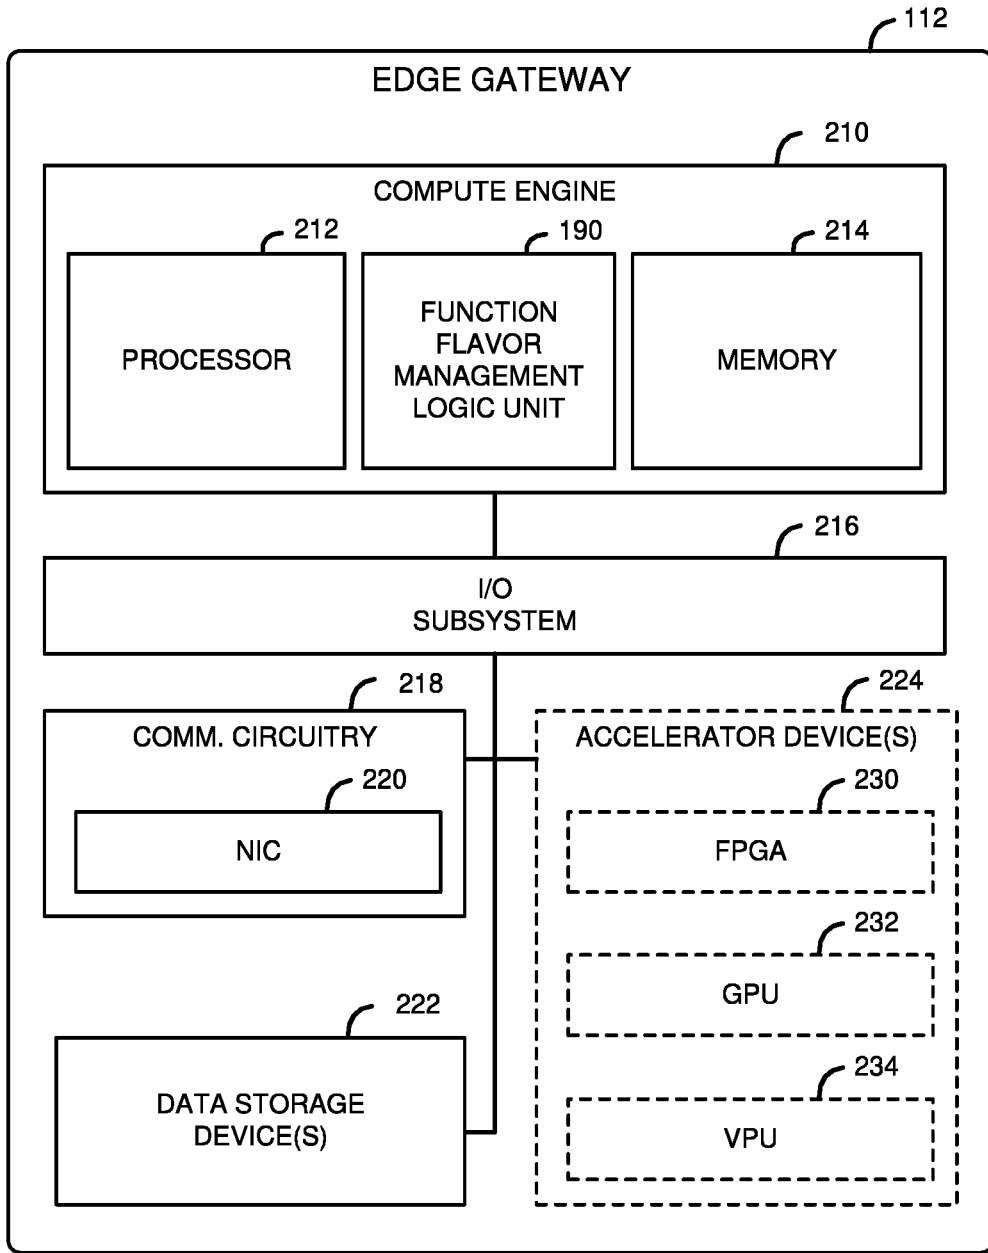 112
EDGE GATEWAY
210
COMPUTE ENGINE
212
190
214
PROCESSOR
FUNCTION
FLAVOR
MANAGEMENT
LOGIC UNIT
MEMORY
216
I/O
SUBSYSTEM
218
COMM. CIRCUITRY
220
NIC
224
ACCELERATOR DEVICE(S)
230
FPGA
232
GPU
234
VPU
222
DATA STORAGE
DEVICE(S)